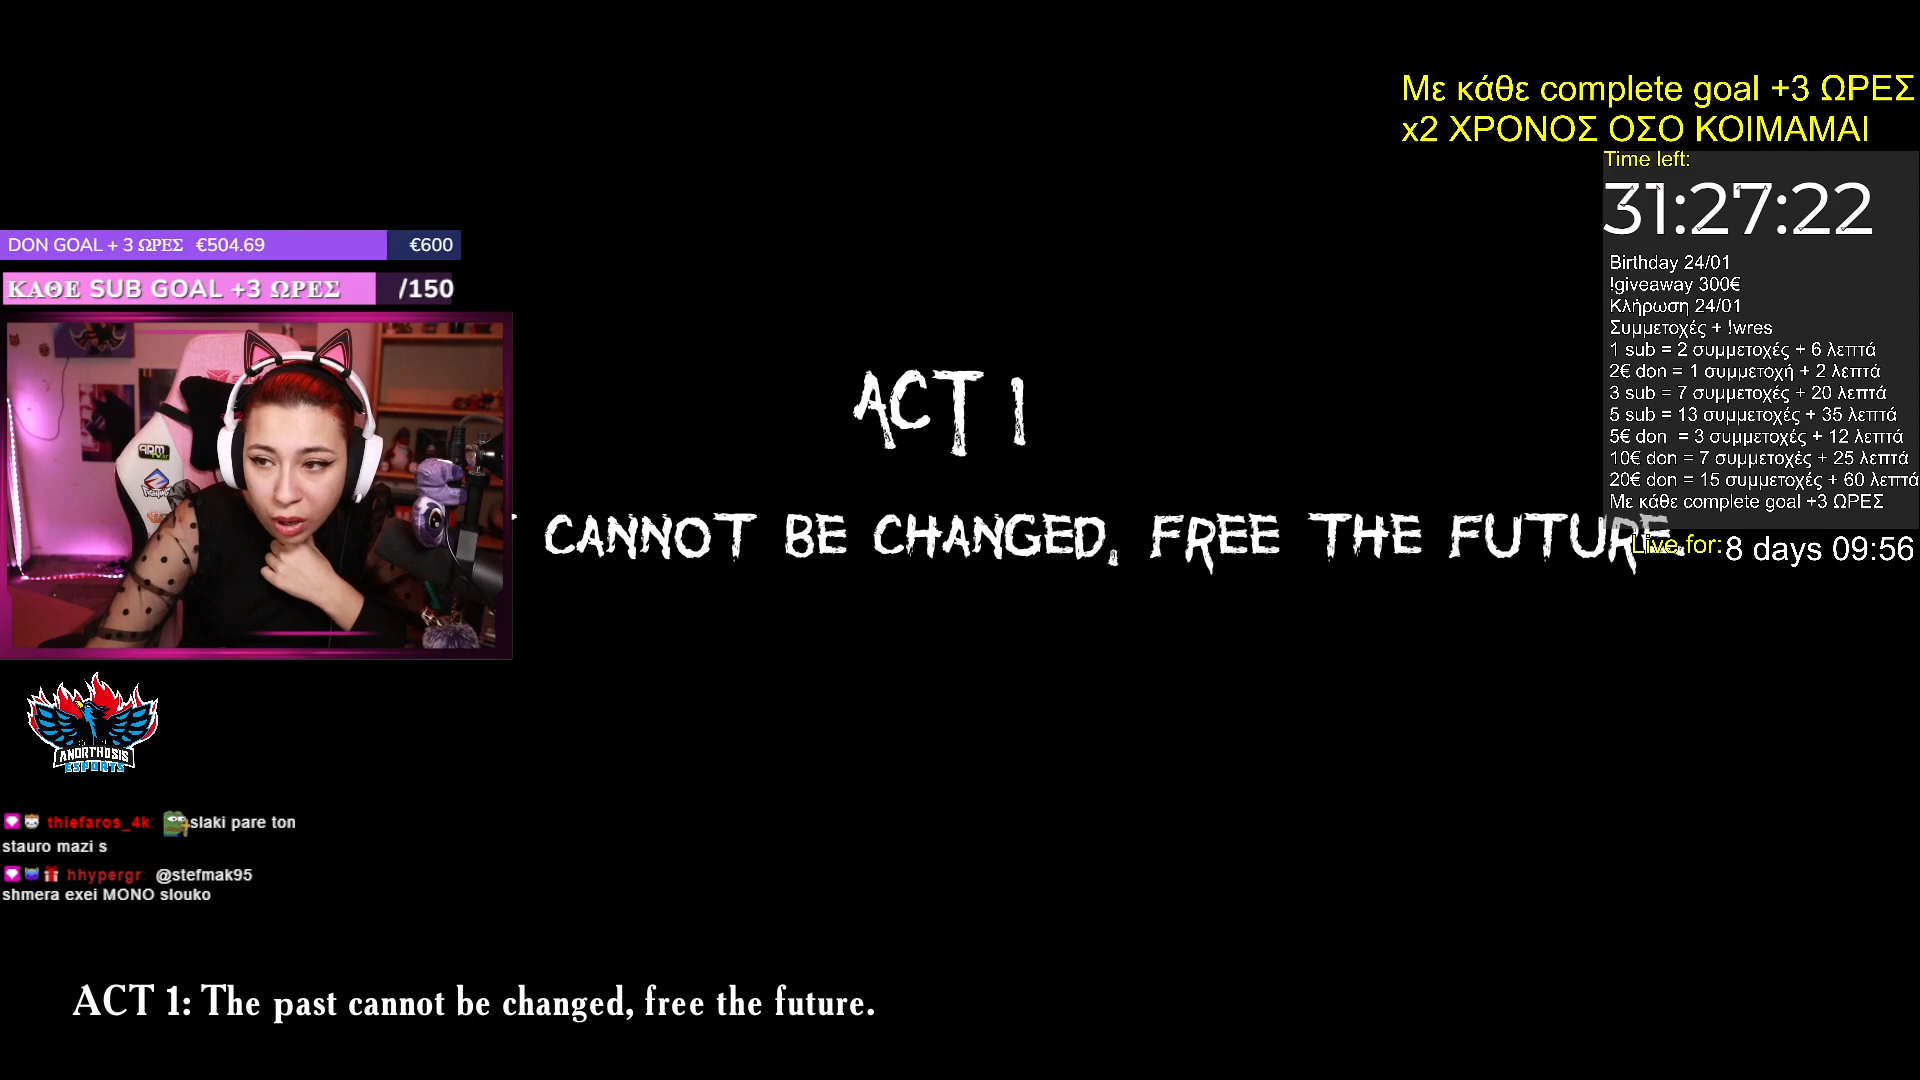 Με κάθε complete goal +3 ΩΡΕΣ
x2 ΧΡΟΝΟΣ ΟΣΟ ΚΟΙΜΑΜΑΙ
Time left:
31:27:22
Birthday 24/01
!giveaway 300€
Κλήρωση 24/01
Συμμετοχές + !wres
1 sub = 2 συμμετοχές + 6 λεπτά
2€ don = 1 συμμετοχή + 2 λεπτά
3 sub = 7 συμμετοχές + 20 λεπτά
5 sub = 13 συμμετοχές + 35 λεπτά
5€ don = 3 συμμετοχές + 12 λεπτά
10€ don = 7 συμμετοχές + 25 λεπτά
20€ don = 15 συμμετοχές + 60 λεπτά
Με κάθε complete goal +3 ΩΡΕΣ
Live for: 8 days 09:56
DON GOAL + 3 ΩΡΕΣ €504.69 €600
ΚΑΘΕ SUB GOAL +3 ΩΡΕΣ /150
ACT 1
CANNOT BE CHANGED, FREE THE FUTURE.
ANORTHOSIS
ESPORTS
thiefaros_4k: slaki pare ton
stauro mazi s
hhypergr: @stefmak95
shmera exei MONO slouko
ACT 1: The past cannot be changed, free the future.